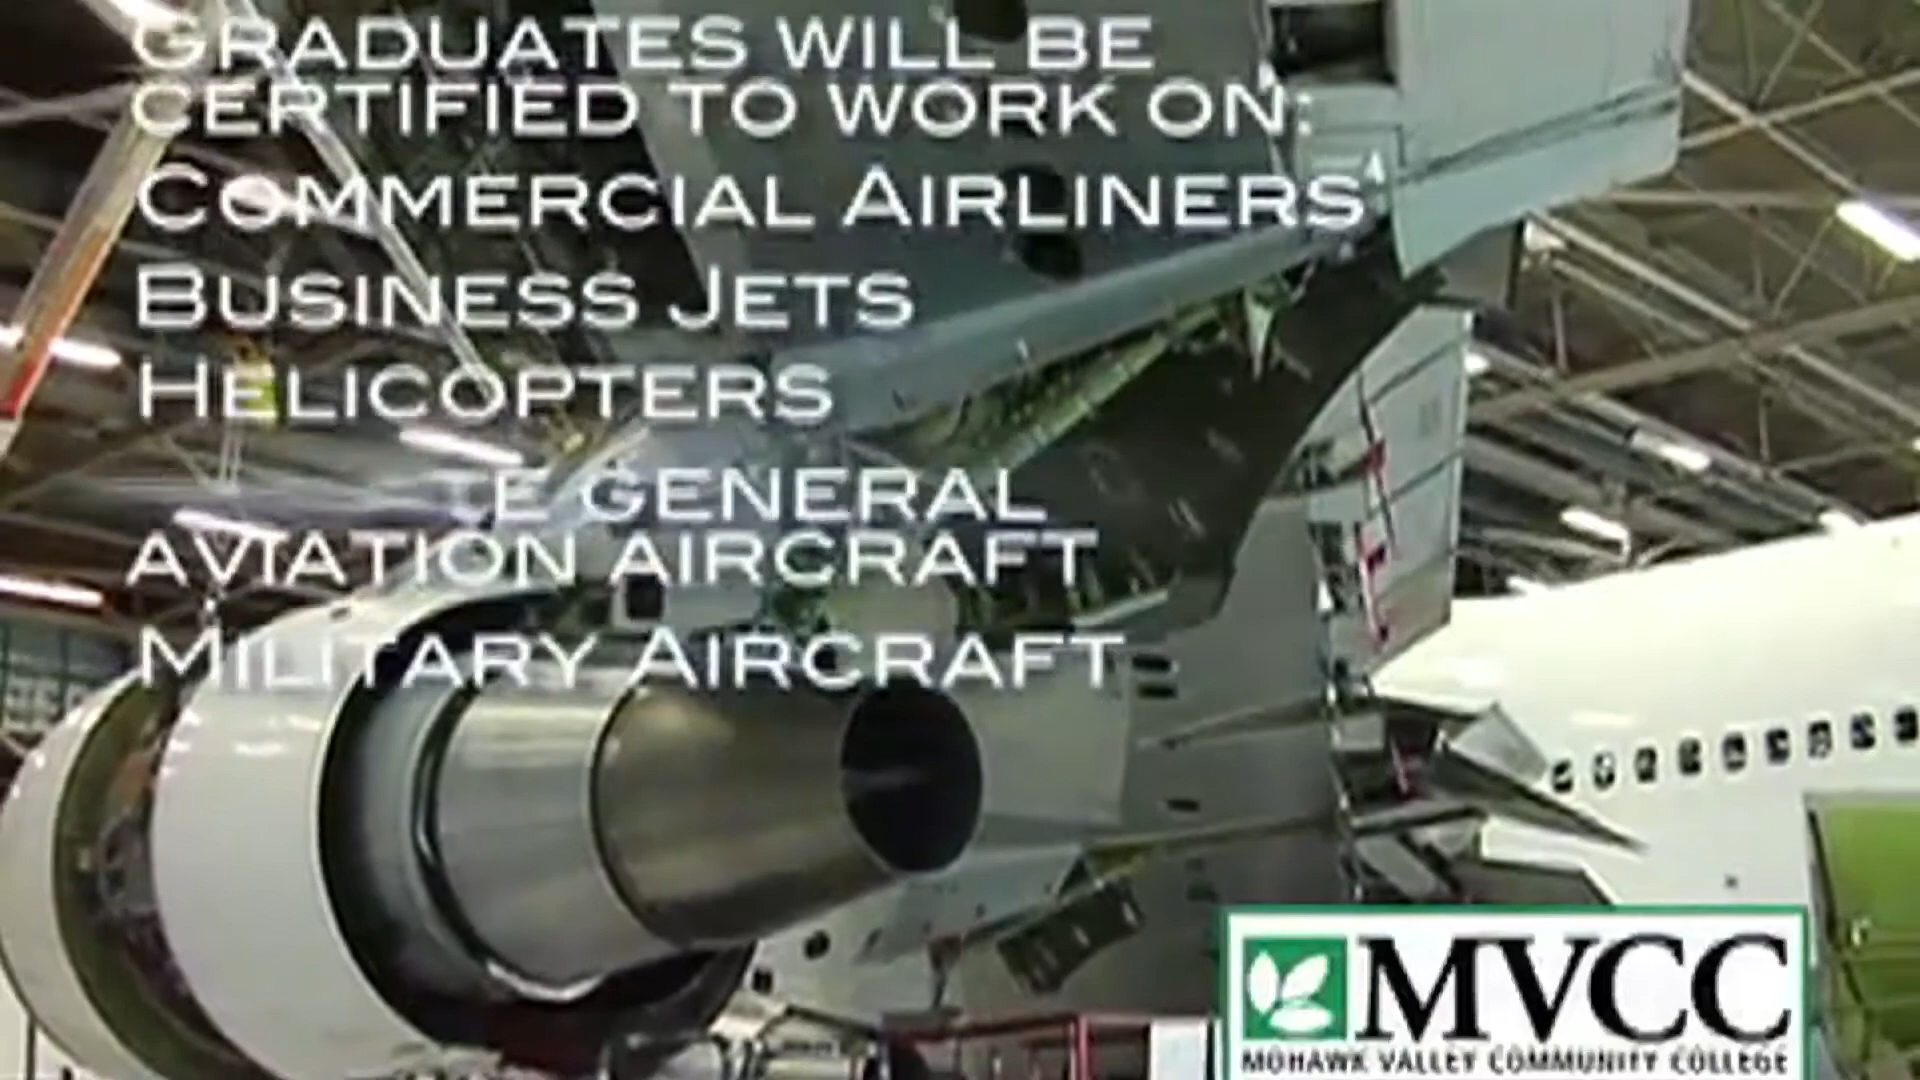 GRADUATES WILL BE
CERTIFIED TO WORK ON:
COMMERCIAL AIRLINERS
BUSINESS JETS
HELICOPTERS
GENERAL
AVIATION AIRCRAFT
MILITARY AIRCRAFT
MVCC
MOHAWK VALLEY COMMUNITY COLLEGE